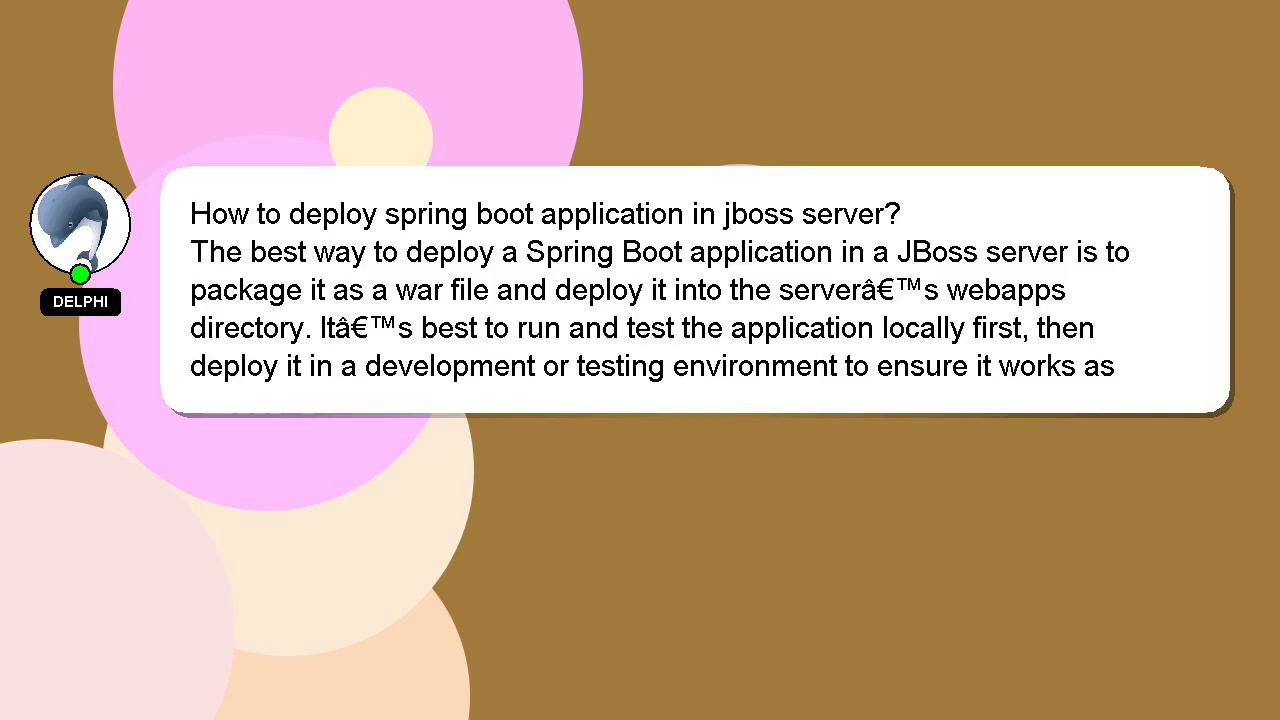 How to deploy spring boot application in jboss server?
The best way to deploy a Spring Boot application in a JBoss server is to
package it as a war file and deploy it into the serverâ€™s webapps
directory. Itâ€™s best to run and test the application locally first, then
deploy it in a development or testing environment to ensure it works as
DELPHI